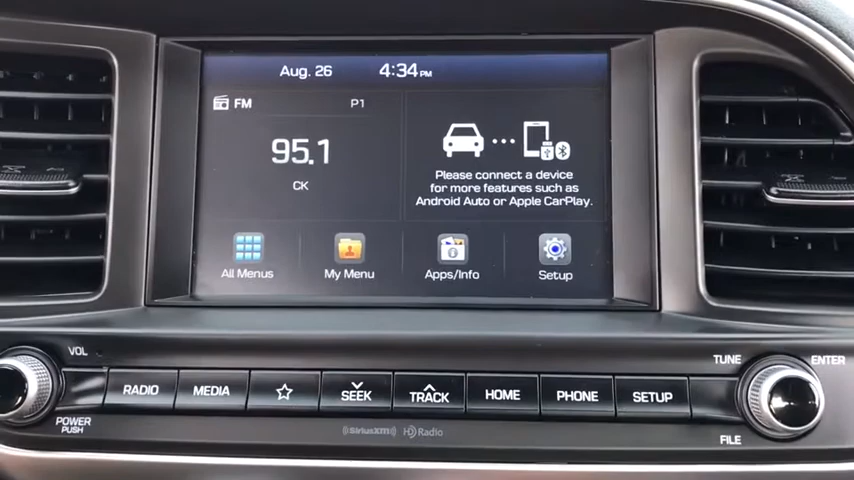 Aug. 26 4:34 PM
FM P1
95.1
CK
Please connect a device
for more features such as
Android Auto or Apple CarPlay.
All Menus My Menu Apps/Info Setup
VOL
TUNE ENTER
RADIO MEDIA SEEK TRACK HOME PHONE SETUP
POWER
PUSH
FILE
SiriusXM HD Radio